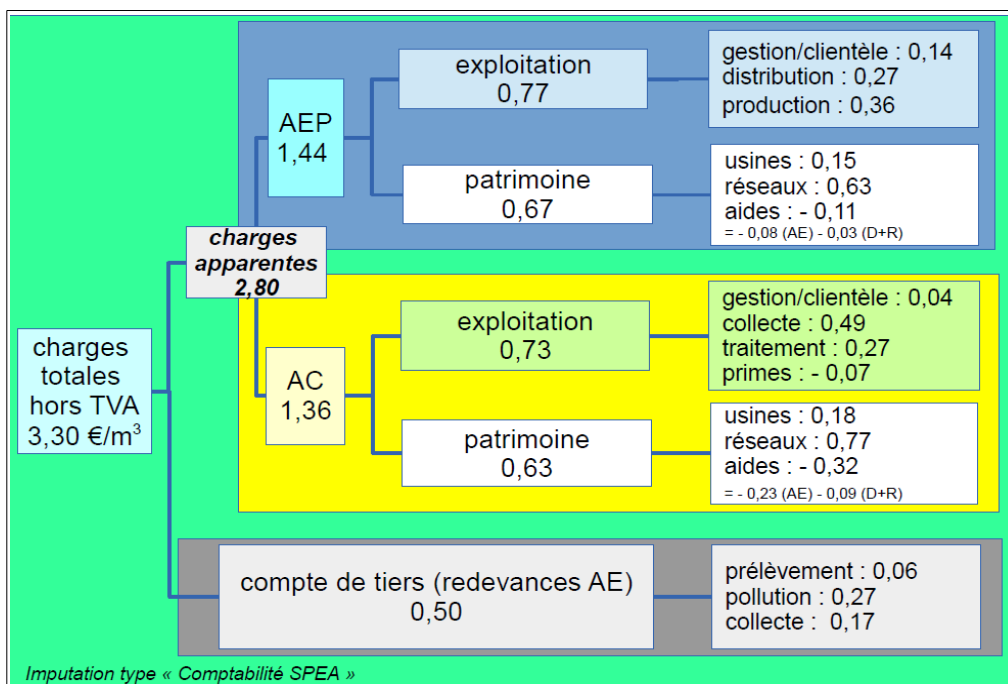 charges
totales
hors TVA
3,30 €/m³
charges
apparentes
2,80
AEP
1,44
exploitation
0,77
gestion/clientèle : 0,14
distribution : 0,27
production : 0,36
patrimoine
0,67
usines : 0,15
réseaux : 0,63
aides : - 0,11
= - 0,08 (AE) - 0,03 (D+R)
AC
1,36
exploitation
0,73
gestion/clientèle : 0,04
collecte : 0,49
traitement : 0,27
primes : - 0,07
patrimoine
0,63
usines : 0,18
réseaux : 0,77
aides : - 0,32
= - 0,23 (AE) - 0,09 (D+R)
compte de tiers (redevances AE)
0,50
prélèvement : 0,06
pollution : 0,27
collecte : 0,17
Imputation type « Comptabilité SPEA »